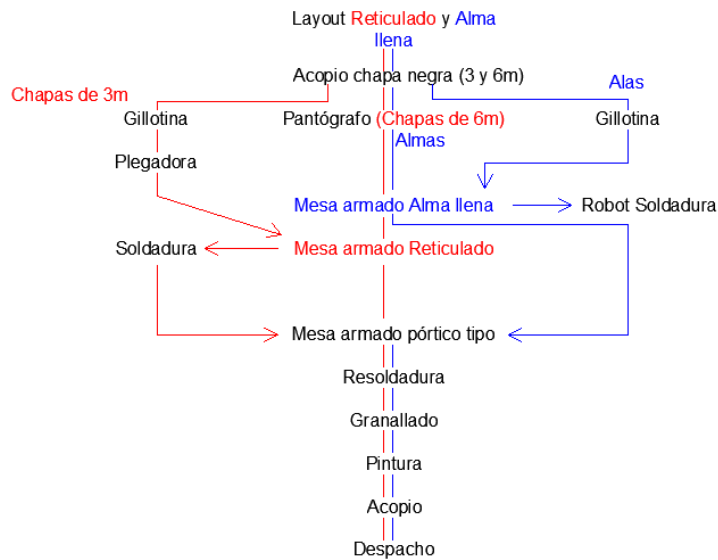 Layout Reticulado y Alma
llena
Acopio chapa negra (3 y 6m)
Chapas de 3m
Alas
Gillotina
Pantógrafo (Chapas de 6m)
Gillotina
Almas
Plegadora
Mesa armado Alma llena
Robot Soldadura
Soldadura
Mesa armado Reticulado
Mesa armado pórtico tipo
Resoldadura
Granallado
Pintura
Acopio
Despacho